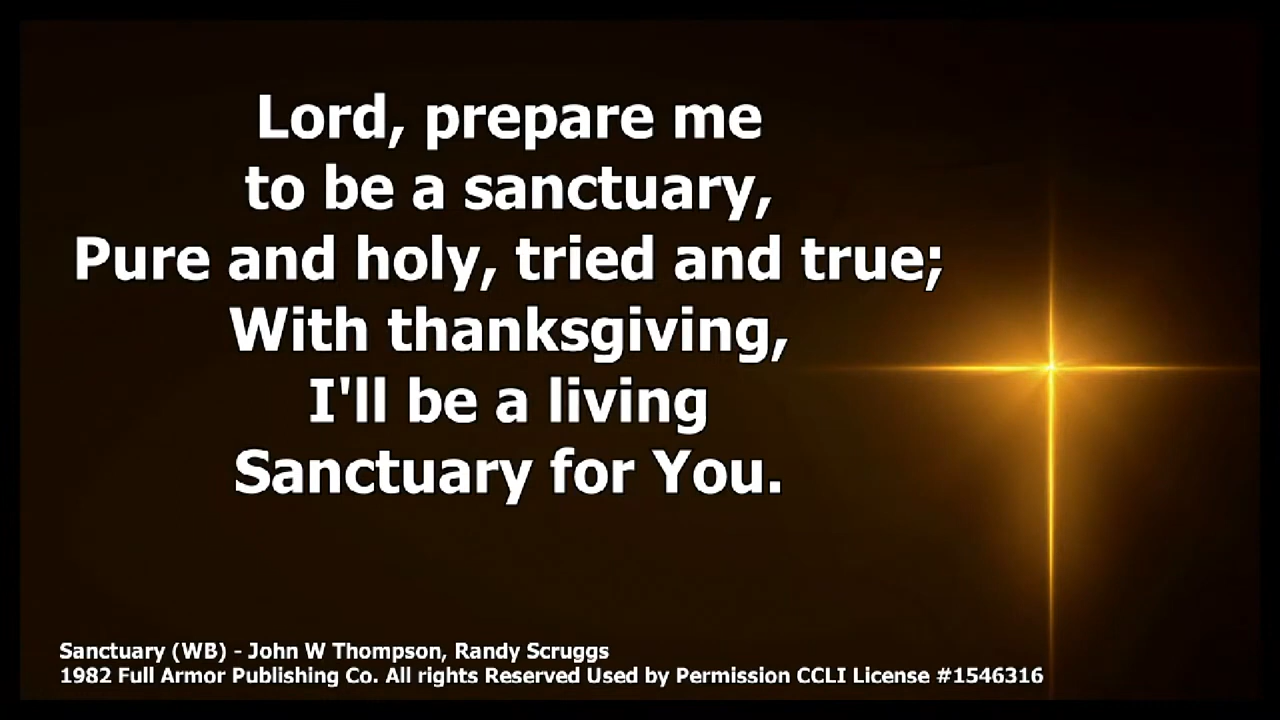 Lord, prepare me
to be a sanctuary,
Pure and holy, tried and true;
With thanksgiving,
I'll be a living
Sanctuary for You.
Sanctuary (WB) - John W Thompson, Randy Scruggs
1982 Full Armor Publishing Co. All rights Reserved Used by Permission CCLI License #1546316